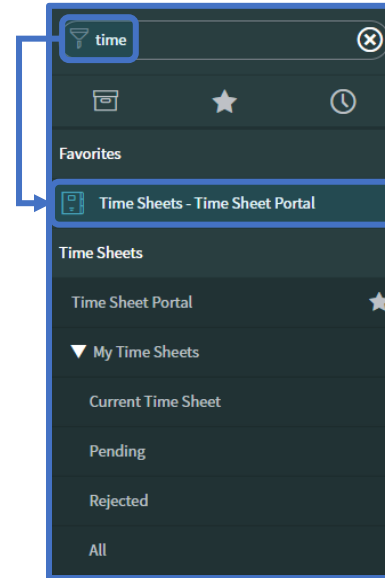 time
Favorites
Time Sheets - Time Sheet Portal
Time Sheets
Time Sheet Portal
My Time Sheets
Current Time Sheet
Pending
Rejected
All